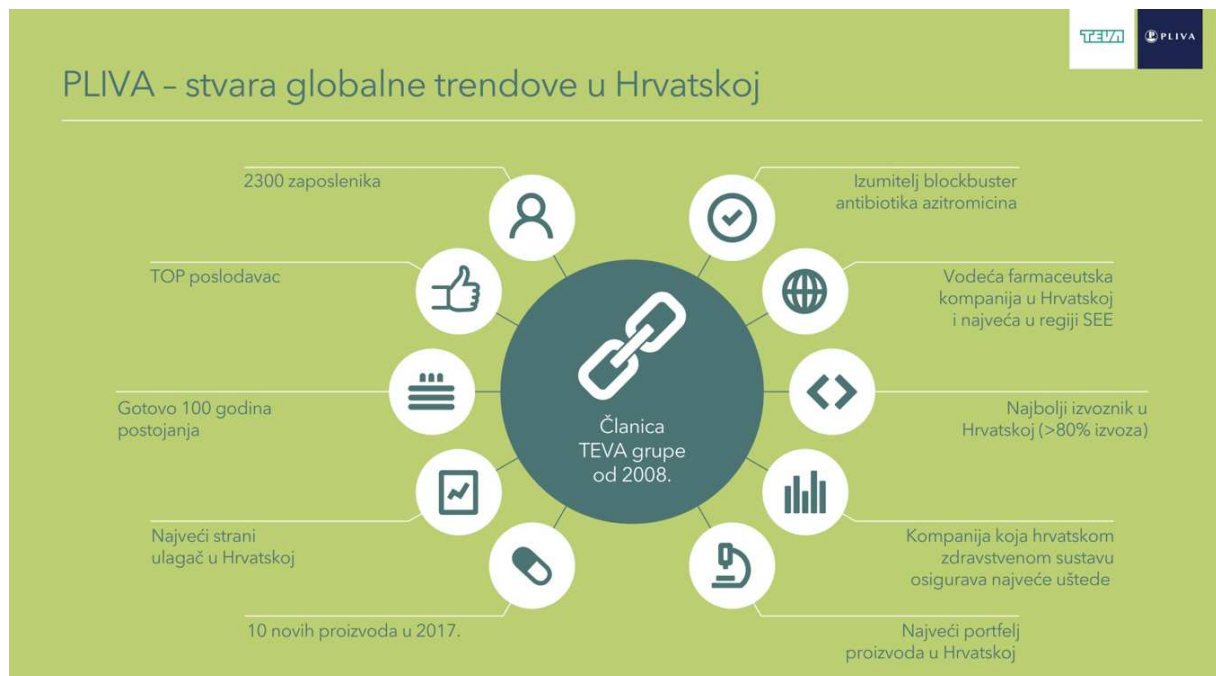 TEVA
PLIVA
PLIVA – stvara globalne trendove u Hrvatskoj
2300 zaposlenika
TOP poslodavac
Gotovo 100 godina
postojanja
Najveći strani
ulagač u Hrvatskoj
10 novih proizvoda u 2017.
Članica
TEVA grupe
od 2008.
Izumitelj blockbuster
antibiotika azitromicina
Vodeća farmaceutska
kompanija u Hrvatskoj
i najveća u regiji SEE
Najbolji izvoznik u
Hrvatskoj (>80% izvoza)
Kompanija koja hrvatskom
zdravstvenom sustavu
osigurava najveće uštede
Najveći portfelj
proizvoda u Hrvatskoj